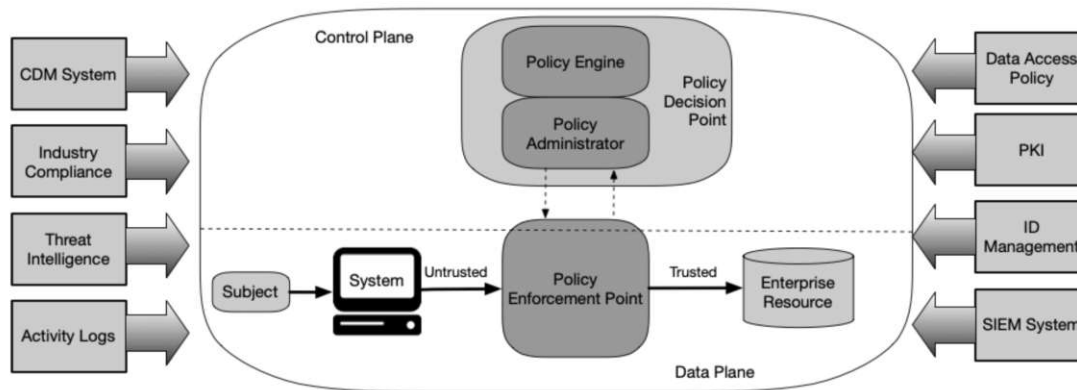 Control Plane
CDM System
Industry
Compliance
Threat
Intelligence
Activity Logs
Policy Engine
Policy
Administrator
Policy
Decision
Point
Subject
System
Untrusted
Policy
Enforcement Point
Trusted
Enterprise
Resource
Data Plane
Data Access
Policy
PKI
ID
Management
SIEM System